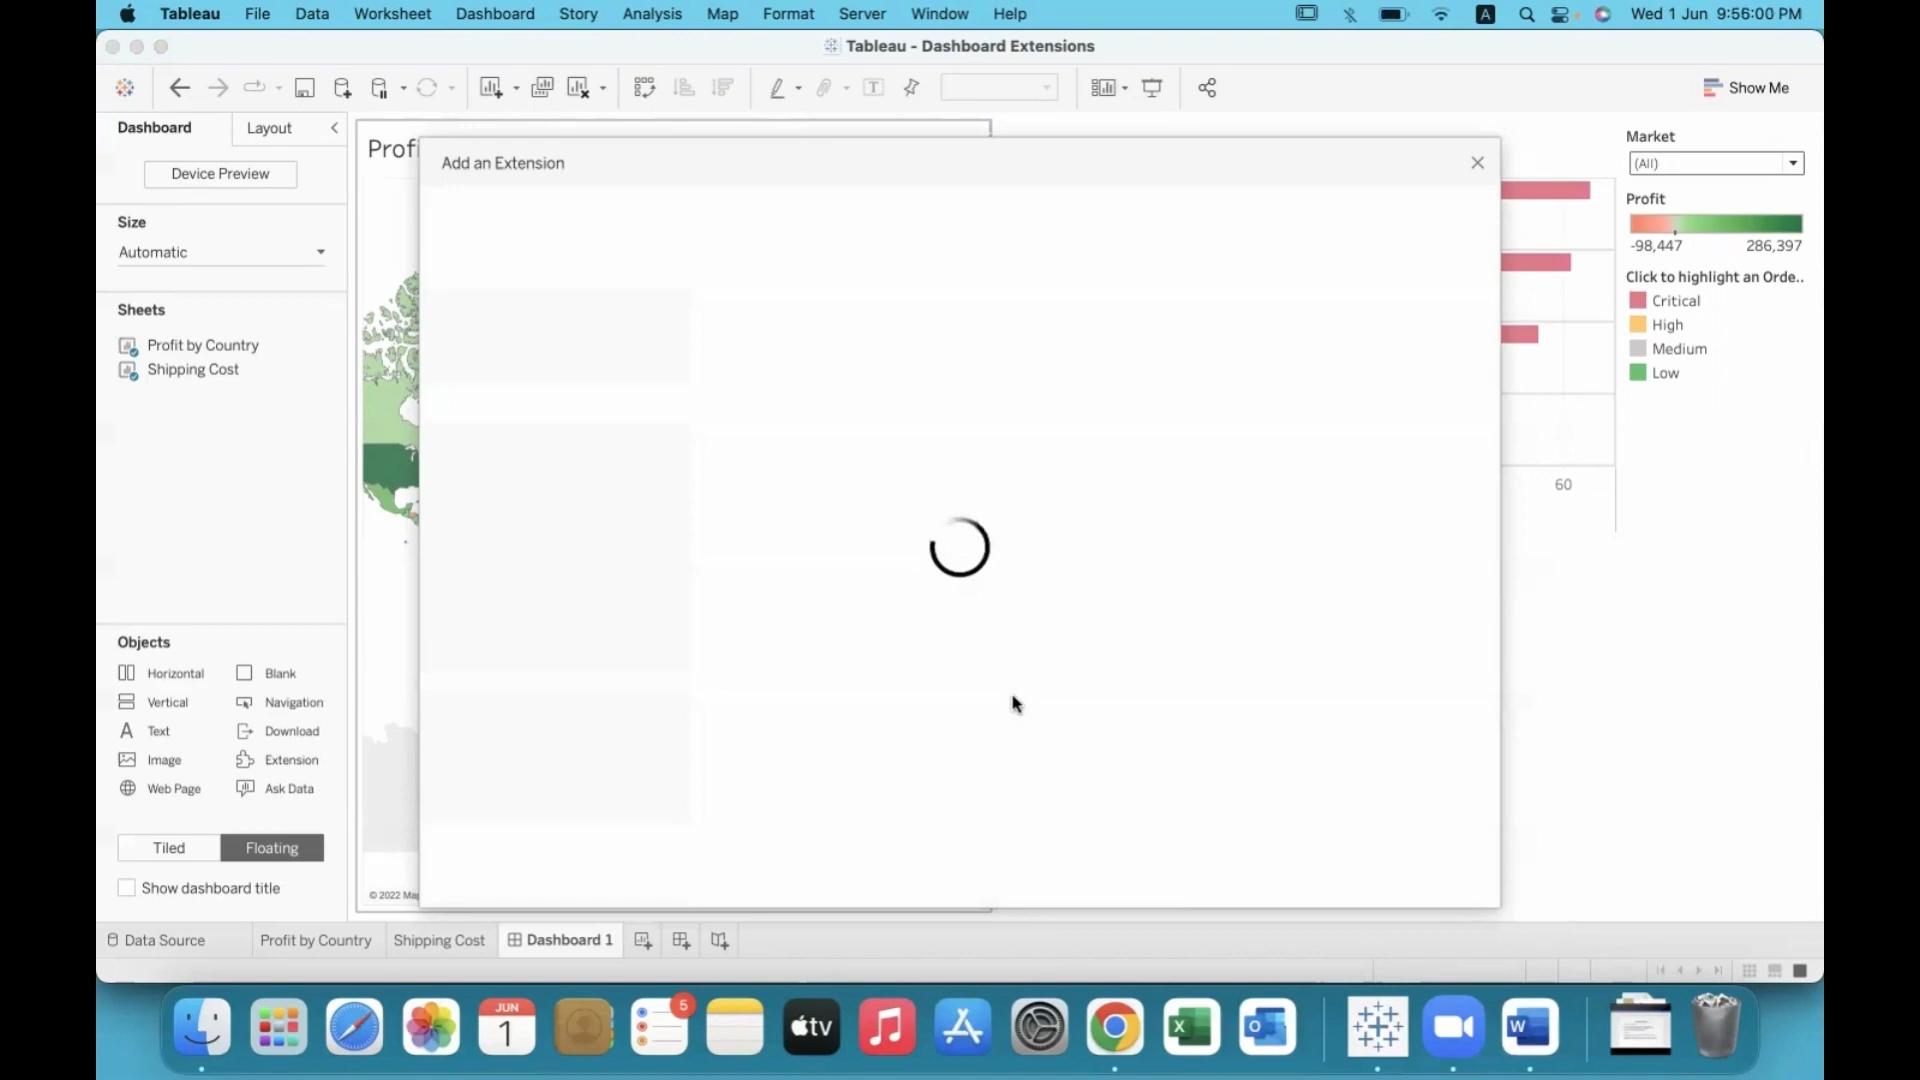 Tableau File Data Worksheet Dashboard Story Analysis Map Format Server Window Help A Wed 1 Jun 9:56:00 PM
Tableau - Dashboard Extensions
T Show Me
Dashboard Layout
Device Preview
Size
Automatic
Sheets
Profit by Country
Shipping Cost
Objects
Horizontal Blank
Vertical Navigation
A Text Download
Image Extension
Web Page Ask Data
Tiled Floating
Show dashboard title
Profi
Add an Extension
60
© 2022 Map
Market
(All)
Profit
-98,447 286,397
Click to highlight an Orde..
Critical
High
Medium
Low
Data Source Profit by Country Shipping Cost Dashboard 1
JUN
1
5
tv
X
O
W